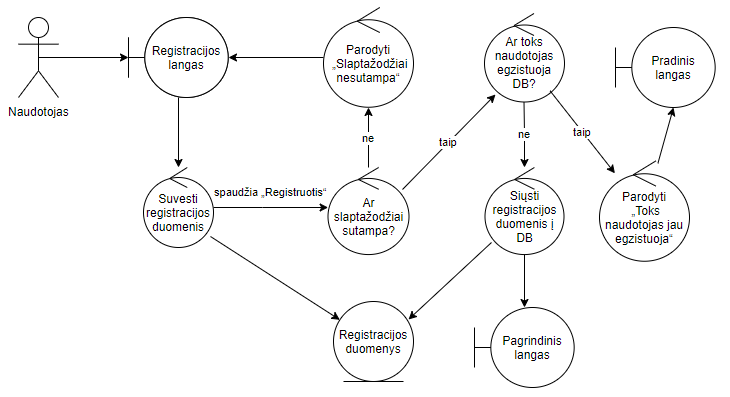 Naudotojas
Registracijos
langas
Parodyti
„Slaptažodžiai
nesutampa“
Ar toks
naudotojas
egzistuoja
DB?
Pradinis
langas
ne
taip
ne
taip
Suvesti
registracijos
duomenis
spaudžia „Registruotis“
Ar
slaptažodžiai
sutampa?
Siųsti
registracijos
duomenis į
DB
Parodyti
„Toks
naudotojas jau
egzistuoja“
Registracijos
duomenys
Pagrindinis
langas